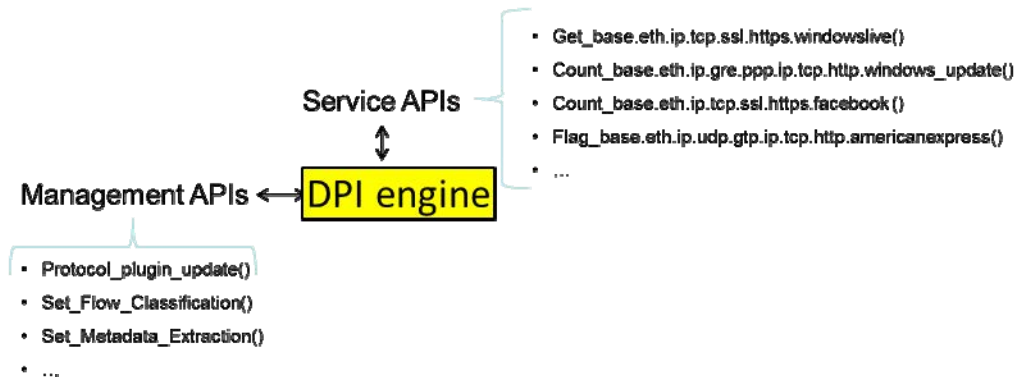 • Get_base.eth.ip.tcp.ssl.https.windowslive()
• Count_base.eth.ip.gre.ppp.ip.tcp.http.windows_update()
• Count_base.eth.ip.tcp.ssl.https.facebook()
• Flag_base.eth.ip.udp.gtp.ip.tcp.http.americanexpress()
• ...
Service APIs
DPI engine
Management APIs
• Protocol_plugin_update()
• Set_Flow_Classification()
• Set_Metadata_Extraction()
• ...